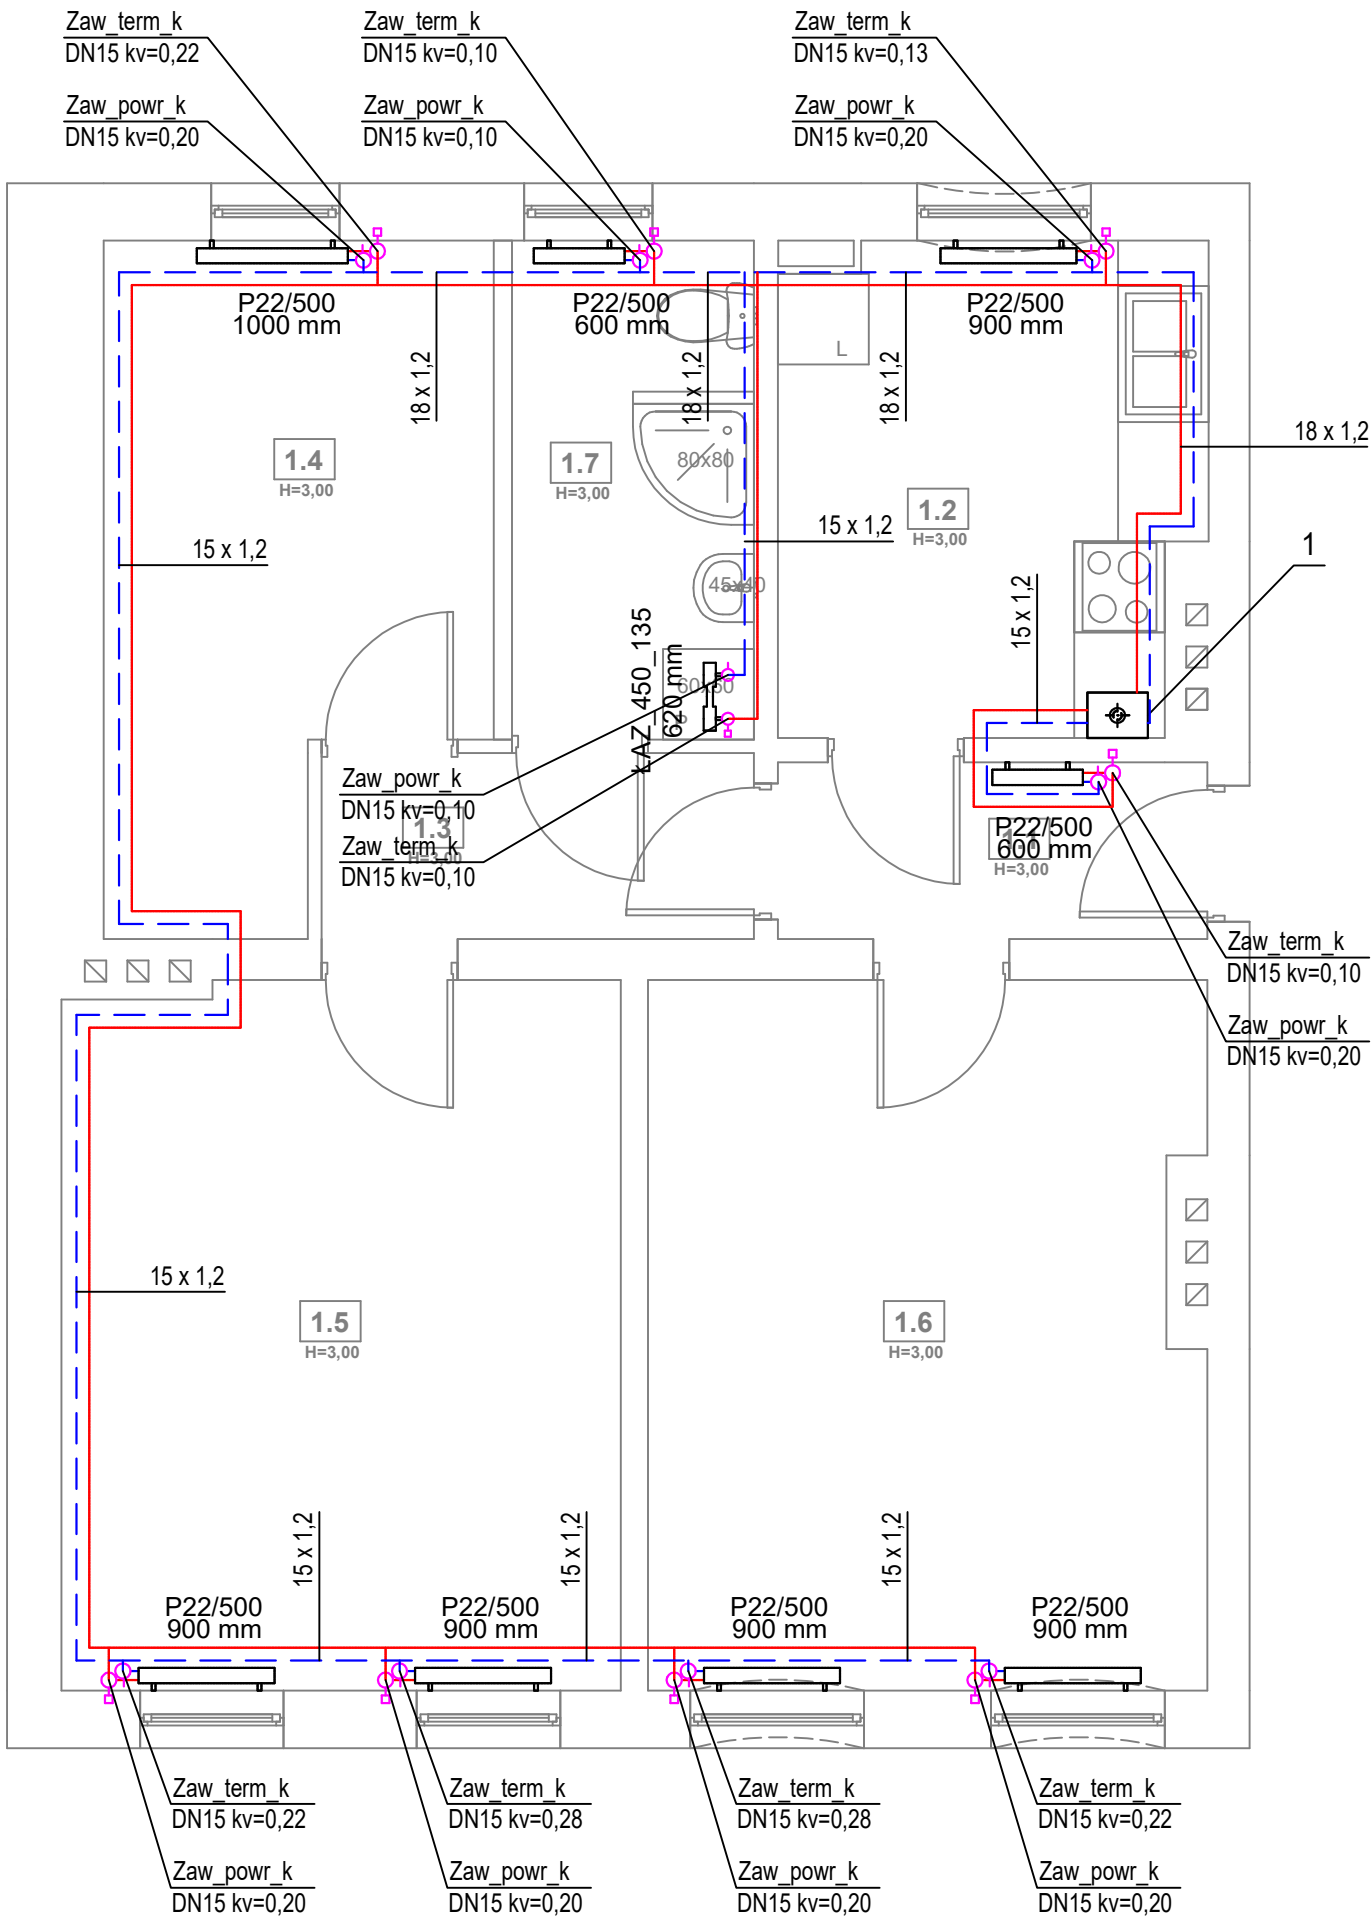 Zaw_term_k
DN15 kv=0,22
Zaw_term_k
DN15 kv=0,10
Zaw_term_k
DN15 kv=0,13
Zaw_powr_k
DN15 kv=0,20
Zaw_powr_k
DN15 kv=0,10
Zaw_powr_k
DN15 kv=0,20
P22/500
1000 mm
P22/500
600 mm
P22/500
900 mm
L
18 x 1,2
18 x 1,2
18 x 1,2
18 x 1,2
1.4
H=3,00
1.7
H=3,00
80x80
1.2
H=3,00
15 x 1,2
15 x 1,2
1
15 x 1,2
45x40
LAZ_450_135
620 mm
60x60
Zaw_powr_k
DN15 kv=0,10
1.3
H=3,00
Zaw_term_k
DN15 kv=0,10
P22/500
600 mm
1.1
H=3,00
Zaw_term_k
DN15 kv=0,10
Zaw_powr_k
DN15 kv=0,20
15 x 1,2
1.5
H=3,00
1.6
H=3,00
15 x 1,2
15 x 1,2
15 x 1,2
P22/500
900 mm
P22/500
900 mm
P22/500
900 mm
P22/500
900 mm
Zaw_term_k
DN15 kv=0,22
Zaw_term_k
DN15 kv=0,28
Zaw_term_k
DN15 kv=0,28
Zaw_term_k
DN15 kv=0,22
Zaw_powr_k
DN15 kv=0,20
Zaw_powr_k
DN15 kv=0,20
Zaw_powr_k
DN15 kv=0,20
Zaw_powr_k
DN15 kv=0,20